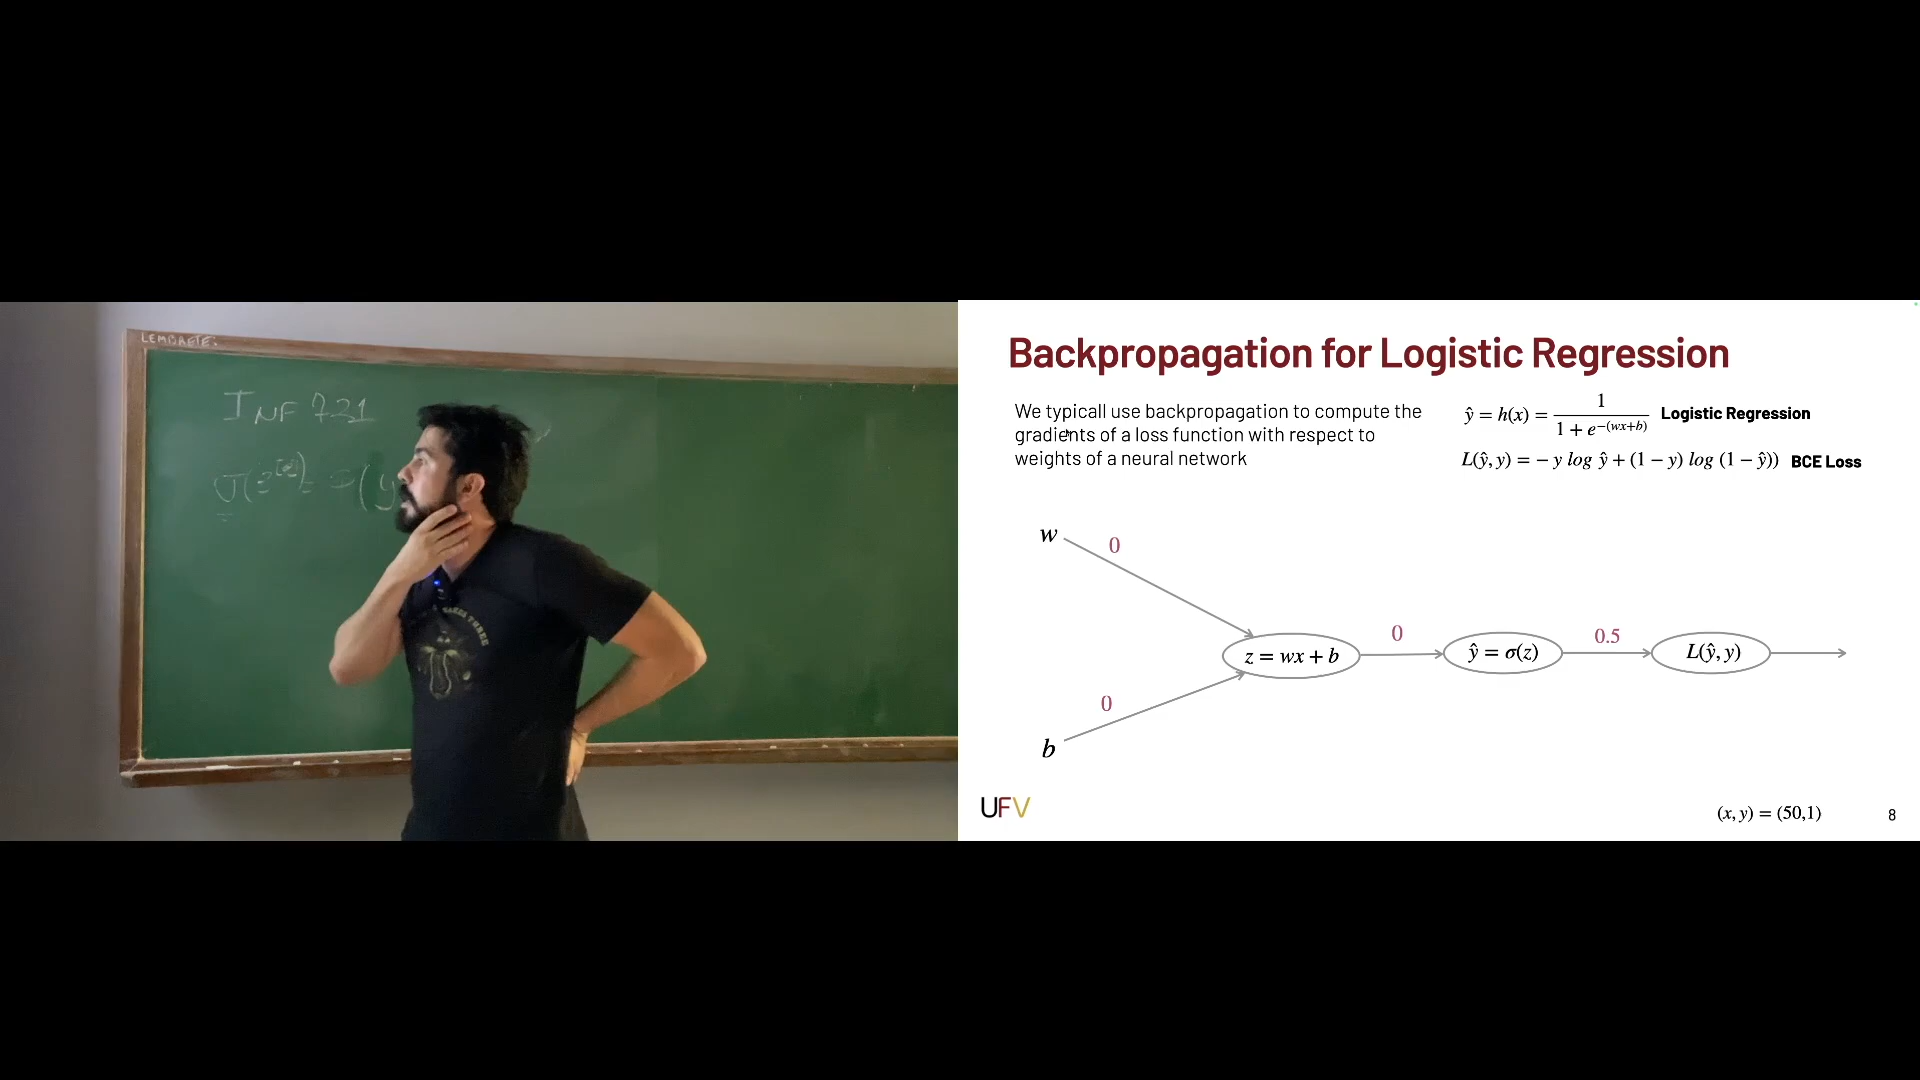 LEMBRETE:
INF 721
Backpropagation for Logistic Regression
We typicall use backpropagation to compute the
gradients of a loss function with respect to
weights of a neural network
ŷ = h(x) = 1 / (1 + e^−(wx+b)) Logistic Regression
L(ŷ, y) = − y log ŷ + (1 − y) log (1 − ŷ)) BCE Loss
w
0
z = wx + b
0
ŷ = σ(z)
0.5
L(ŷ, y)
0
b
UFV
(x, y) = (50,1)
8